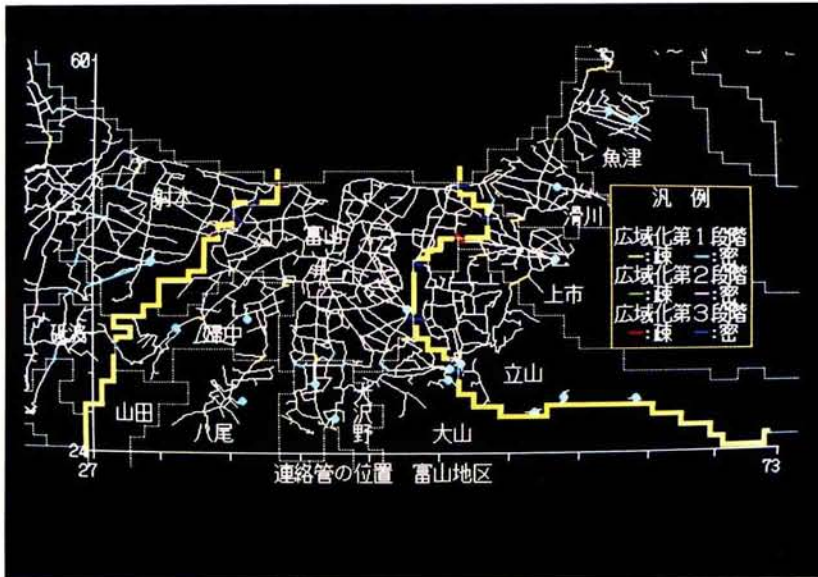 60
魚津
射水
滑川
富山
汎 例
広域化第1段階
━:疎 ━:密
広域化第2段階
━:疎 ━:密
広域化第3段階
━:疎 ━:密
上市
砺波
婦中
立山
山田
八尾
大沢野
大山
24
27
73
連絡管の位置 富山地区